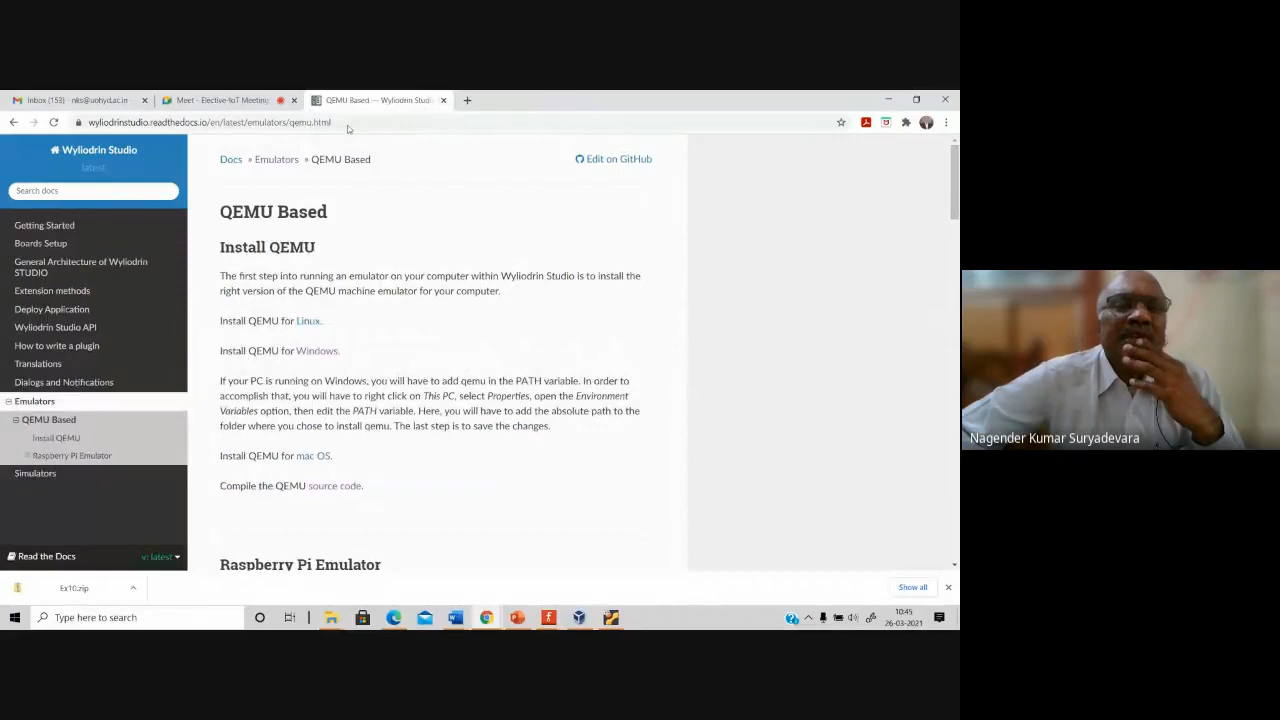 Inbox (153) - nks@uohyd.ac.in
Meet - Elective-IoT Meeting
QEMU Based — Wyliodrin Studi
wyliodrinstudio.readthedocs.io/en/latest/emulators/qemu.html
Wyliodrin Studio
latest
Search docs
Getting Started
Boards Setup
General Architecture of Wyliodrin
STUDIO
Extension methods
Deploy Application
Wyliodrin Studio API
How to write a plugin
Translations
Dialogs and Notifications
Emulators
QEMU Based
Install QEMU
Raspberry Pi Emulator
Simulators
Read the Docs
v: latest
Docs » Emulators » QEMU Based
Edit on GitHub
QEMU Based
Install QEMU
The first step into running an emulator on your computer within Wyliodrin Studio is to install the
right version of the QEMU machine emulator for your computer.
Install QEMU for Linux.
Install QEMU for Windows.
If your PC is running on Windows, you will have to add qemu in the PATH variable. In order to
accomplish that, you will have to right click on This PC, select Properties, open the Environment
Variables option, then edit the PATH variable. Here, you will have to add the absolute path to the
folder where you chose to install qemu. The last step is to save the changes.
Install QEMU for mac OS.
Compile the QEMU source code.
Raspberry Pi Emulator
Nagender Kumar Suryadevara
Ex10.zip
Show all
Type here to search
10:45
26-03-2021